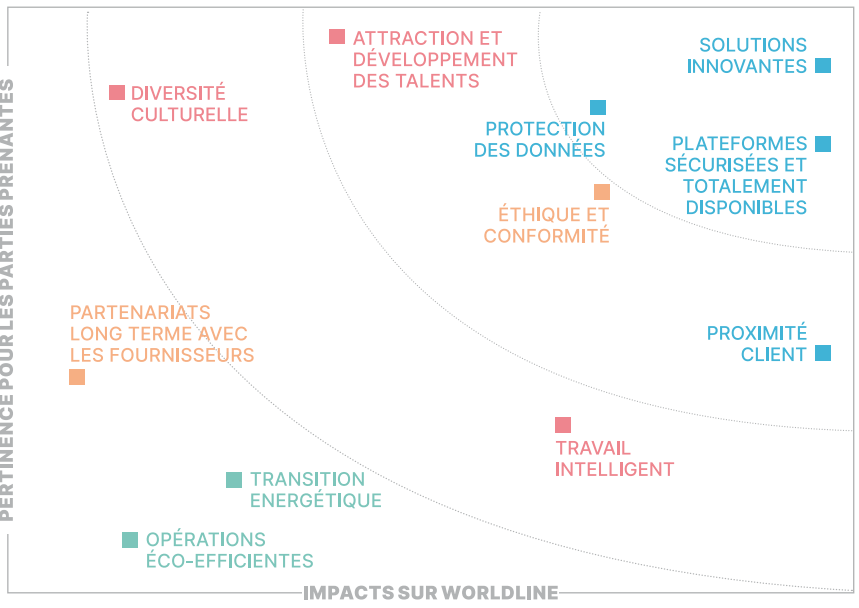 ATTRACTION ET
DÉVELOPPEMENT
DES TALENTS
SOLUTIONS
INNOVANTES
DIVERSITÉ
CULTURELLE
PROTECTION
DES DONNÉES
PLATEFORMES
SÉCURISÉES ET
TOTALEMENT
DISPONIBLES
ÉTHIQUE ET
CONFORMITÉ
PARTENARIATS
LONG TERME AVEC
LES FOURNISSEURS
PROXIMITÉ
CLIENT
TRAVAIL
INTELLIGENT
TRANSITION
ENERGÉTIQUE
OPÉRATIONS
ÉCO-EFFICIENTES
PERTINENCE POUR LES PARTIES PRENANTES
IMPACTS SUR WORLDLINE